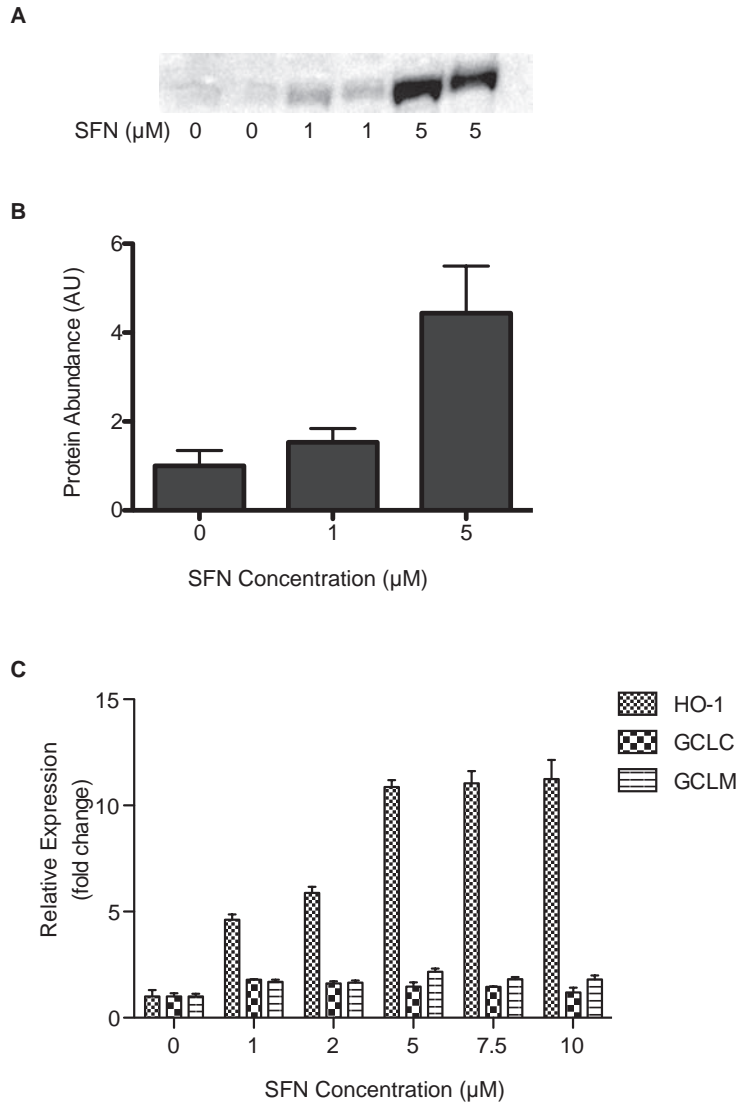 A
SFN (µM) 0 0 1 1 5 5
B
Protein Abundance (AU)
6
4
2
0
0 1 5
SFN Concentration (µM)
C
Relative Expression
(fold change)
15
10
5
0
HO-1
GCLC
GCLM
0 1 2 5 7.5 10
SFN Concentration (µM)